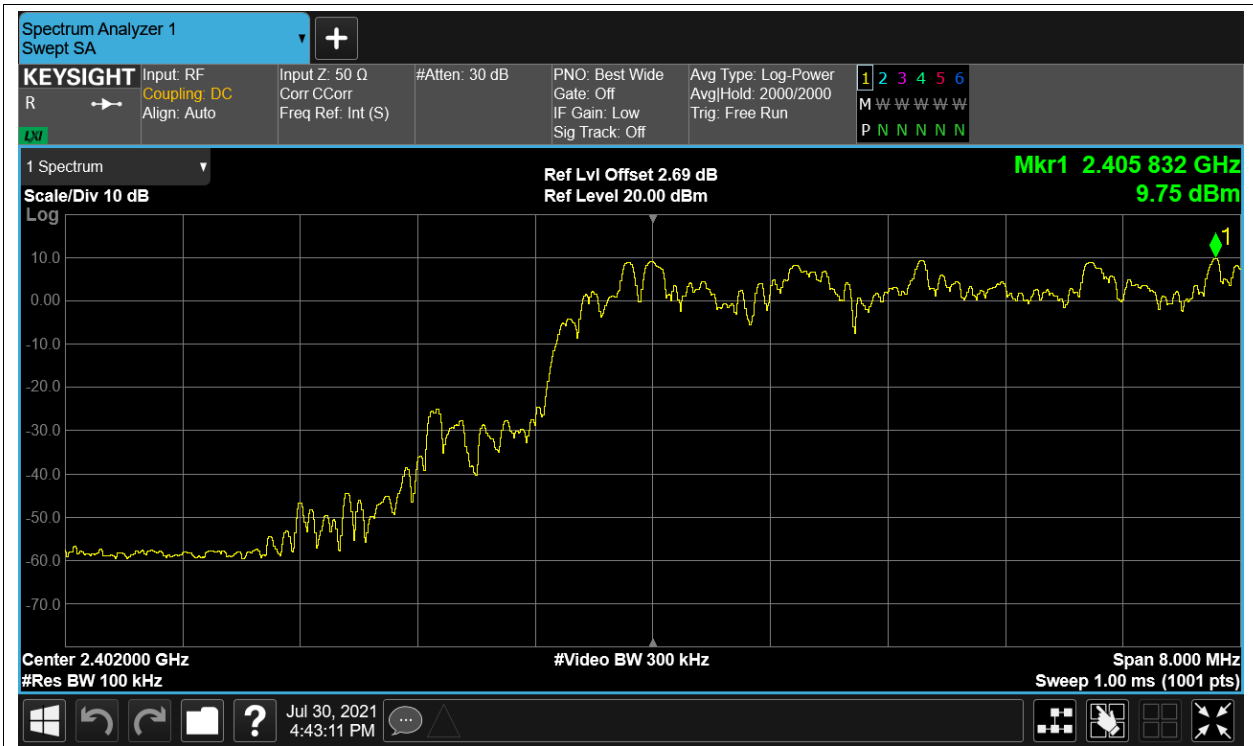 Spectrum Analyzer 1
Swept SA
KEYSIGHT
R
LXI
Input: RF
Coupling: DC
Align: Auto
Input Z: 50 Ω
Corr CCorr
Freq Ref: Int (S)
#Atten: 30 dB
PNO: Best Wide
Gate: Off
IF Gain: Low
Sig Track: Off
Avg Type: Log-Power
Avg|Hold: 2000/2000
Trig: Free Run
1 2 3 4 5 6
M W W W W W
P N N N N N
1 Spectrum
Scale/Div 10 dB
Log
Ref Lvl Offset 2.69 dB
Ref Level 20.00 dBm
Mkr1 2.405 832 GHz
9.75 dBm
1
10.0
0.00
-10.0
-20.0
-30.0
-40.0
-50.0
-60.0
-70.0
Center 2.402000 GHz
#Video BW 300 kHz
Span 8.000 MHz
#Res BW 100 kHz
Sweep 1.00 ms (1001 pts)
?
Jul 30, 2021
4:43:11 PM